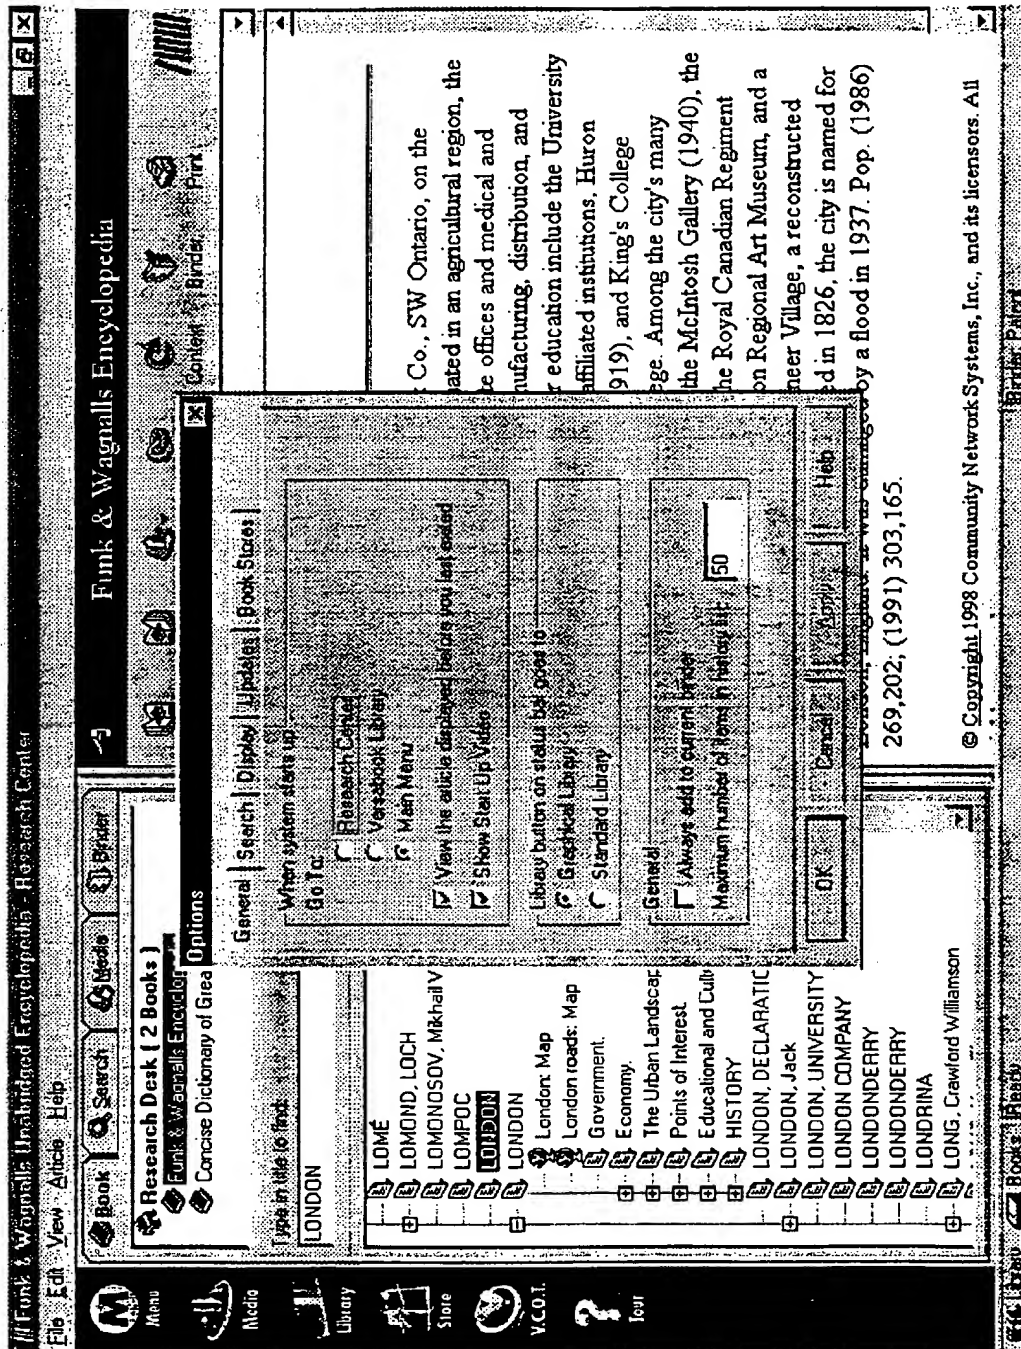 Funk & Wagnalls Unabridged Encyclopedia - Research Center
File Edit View Article Help
Menu
Media
Library
Store
V.C.O.T.
Tour
Book
Search
Media
Binder
Research Desk ( 2 Books )
Funk & Wagnalls Encyclop
Concise Dictionary of Grea
Type in title to find:
LONDON
LOMÉ
LOMOND, LOCH
LOMONOSOV, Mikhail V
LOMPOC
LONDON
LONDON
London: Map
London roads: Map
Government.
Economy.
The Urban Landscap
Points of Interest.
Educational and Cult
HISTORY
LONDON, DECLARATIC
LONDON, Jack
LONDON, UNIVERSITY
LONDON COMPANY
LONDONDERRY
LONDONDERRY
LONDRINA
LONG, Crawford Williamson
Funk & Wagnalls Encyclopedia
Context
Binder
Print
Options
General
Search
Display
Updates
Book Stores
When system starts up
Go To:
Research Center
Versabook Library
Main Menu
View the article displayed before you last exited
Show Start Up Video
Library button on status bar goes to
Graphical Library
Standard Library
General
Always add to current binder
Maximum number of items in history list: 50
OK
Cancel
Apply
Help
Co., SW Ontario, on the
ated in an agricultural region, the
ce offices and medical and
nufacturing, distribution, and
r education include the University
affiliated institutions, Huron
919), and King's College
ege. Among the city's many
the McIntosh Gallery (1940), the
he Royal Canadian Regiment
on Regional Art Museum, and a
neer Village, a reconstructed
ed in 1826, the city is named for
by a flood in 1937. Pop. (1986)
269,202; (1991) 303,165.
© Copyright 1998 Community Network Systems, Inc., and its licensors. All
Books
Ready